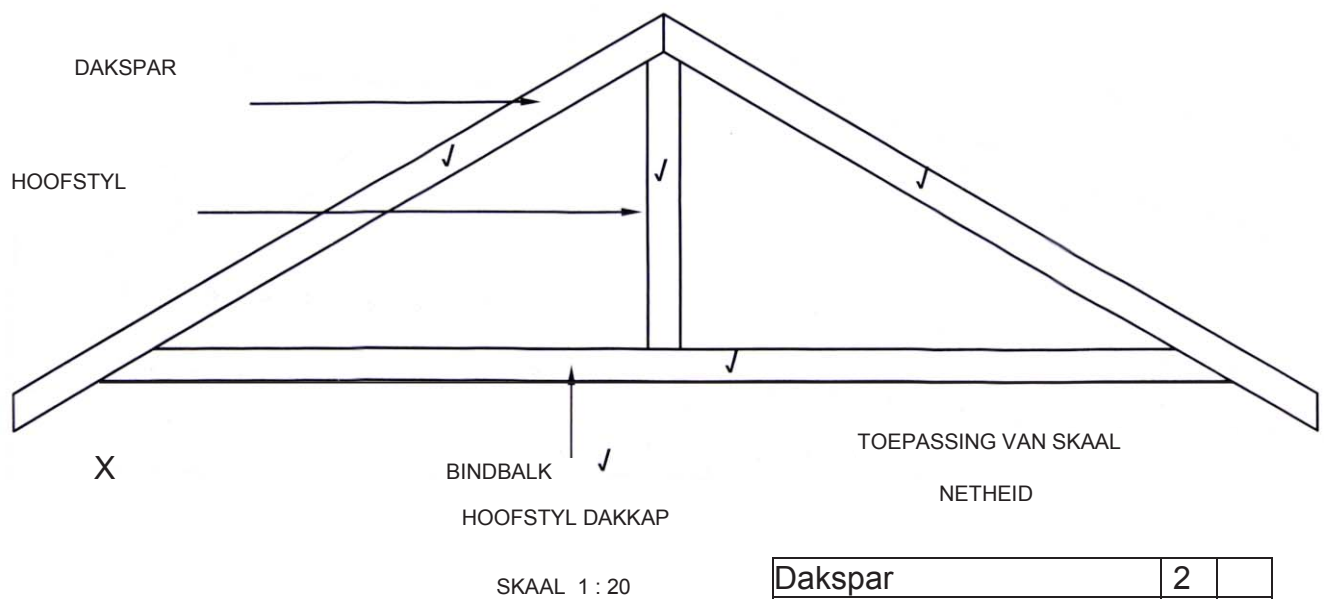 DAKSPAR
HOOFSTYL
X
BINDBALK
HOOFSTYL DAKKAP
SKAAL 1 : 20
TOEPASSING VAN SKAAL
NETHEID
Dakspar 2